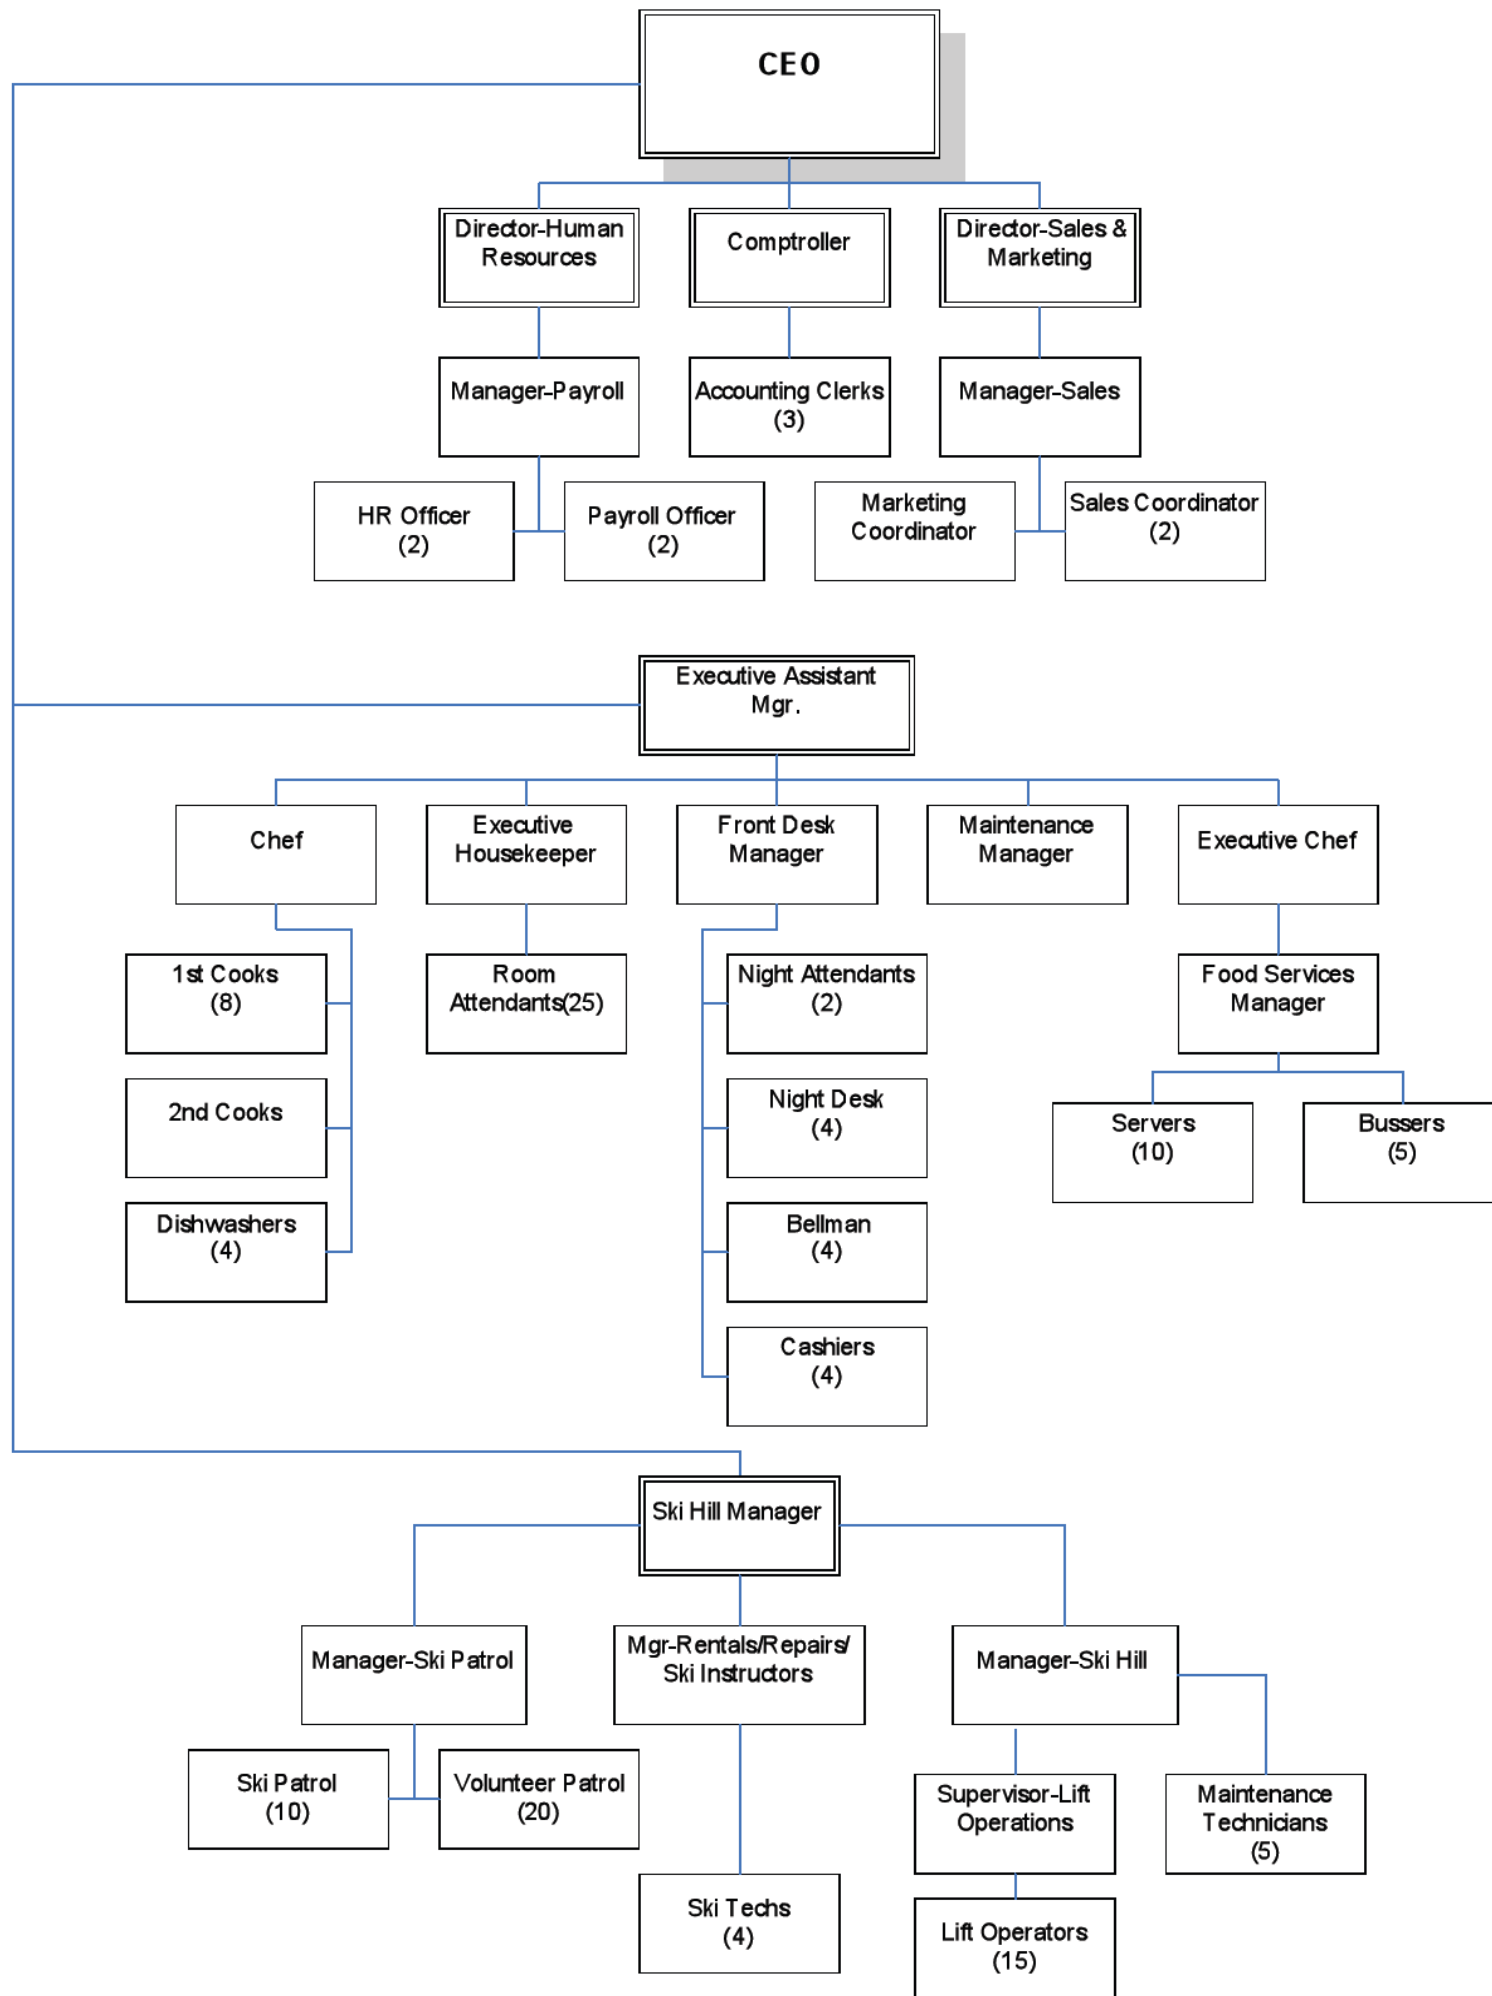 CEO
Director-Human
Resources
Comptroller
Director-Sales &
Marketing
Manager-Payroll
Accounting Clerks
(3)
Manager-Sales
HR Officer
(2)
Payroll Officer
(2)
Marketing
Coordinator
Sales Coordinator
(2)
Executive Assistant
Mgr.
Chef
Executive
Housekeeper
Front Desk
Manager
Maintenance
Manager
Executive Chef
1st Cooks
(8)
Room
Attendants(25)
Night Attendants
(2)
Food Services
Manager
2nd Cooks
Night Desk
(4)
Servers
(10)
Bussers
(5)
Dishwashers
(4)
Bellman
(4)
Cashiers
(4)
Ski Hill Manager
Manager-Ski Patrol
Mgr-Rentals/Repairs/
Ski Instructors
Manager-Ski Hill
Ski Patrol
(10)
Volunteer Patrol
(20)
Supervisor-Lift
Operations
Maintenance
Technicians
(5)
Ski Techs
(4)
Lift Operators
(15)